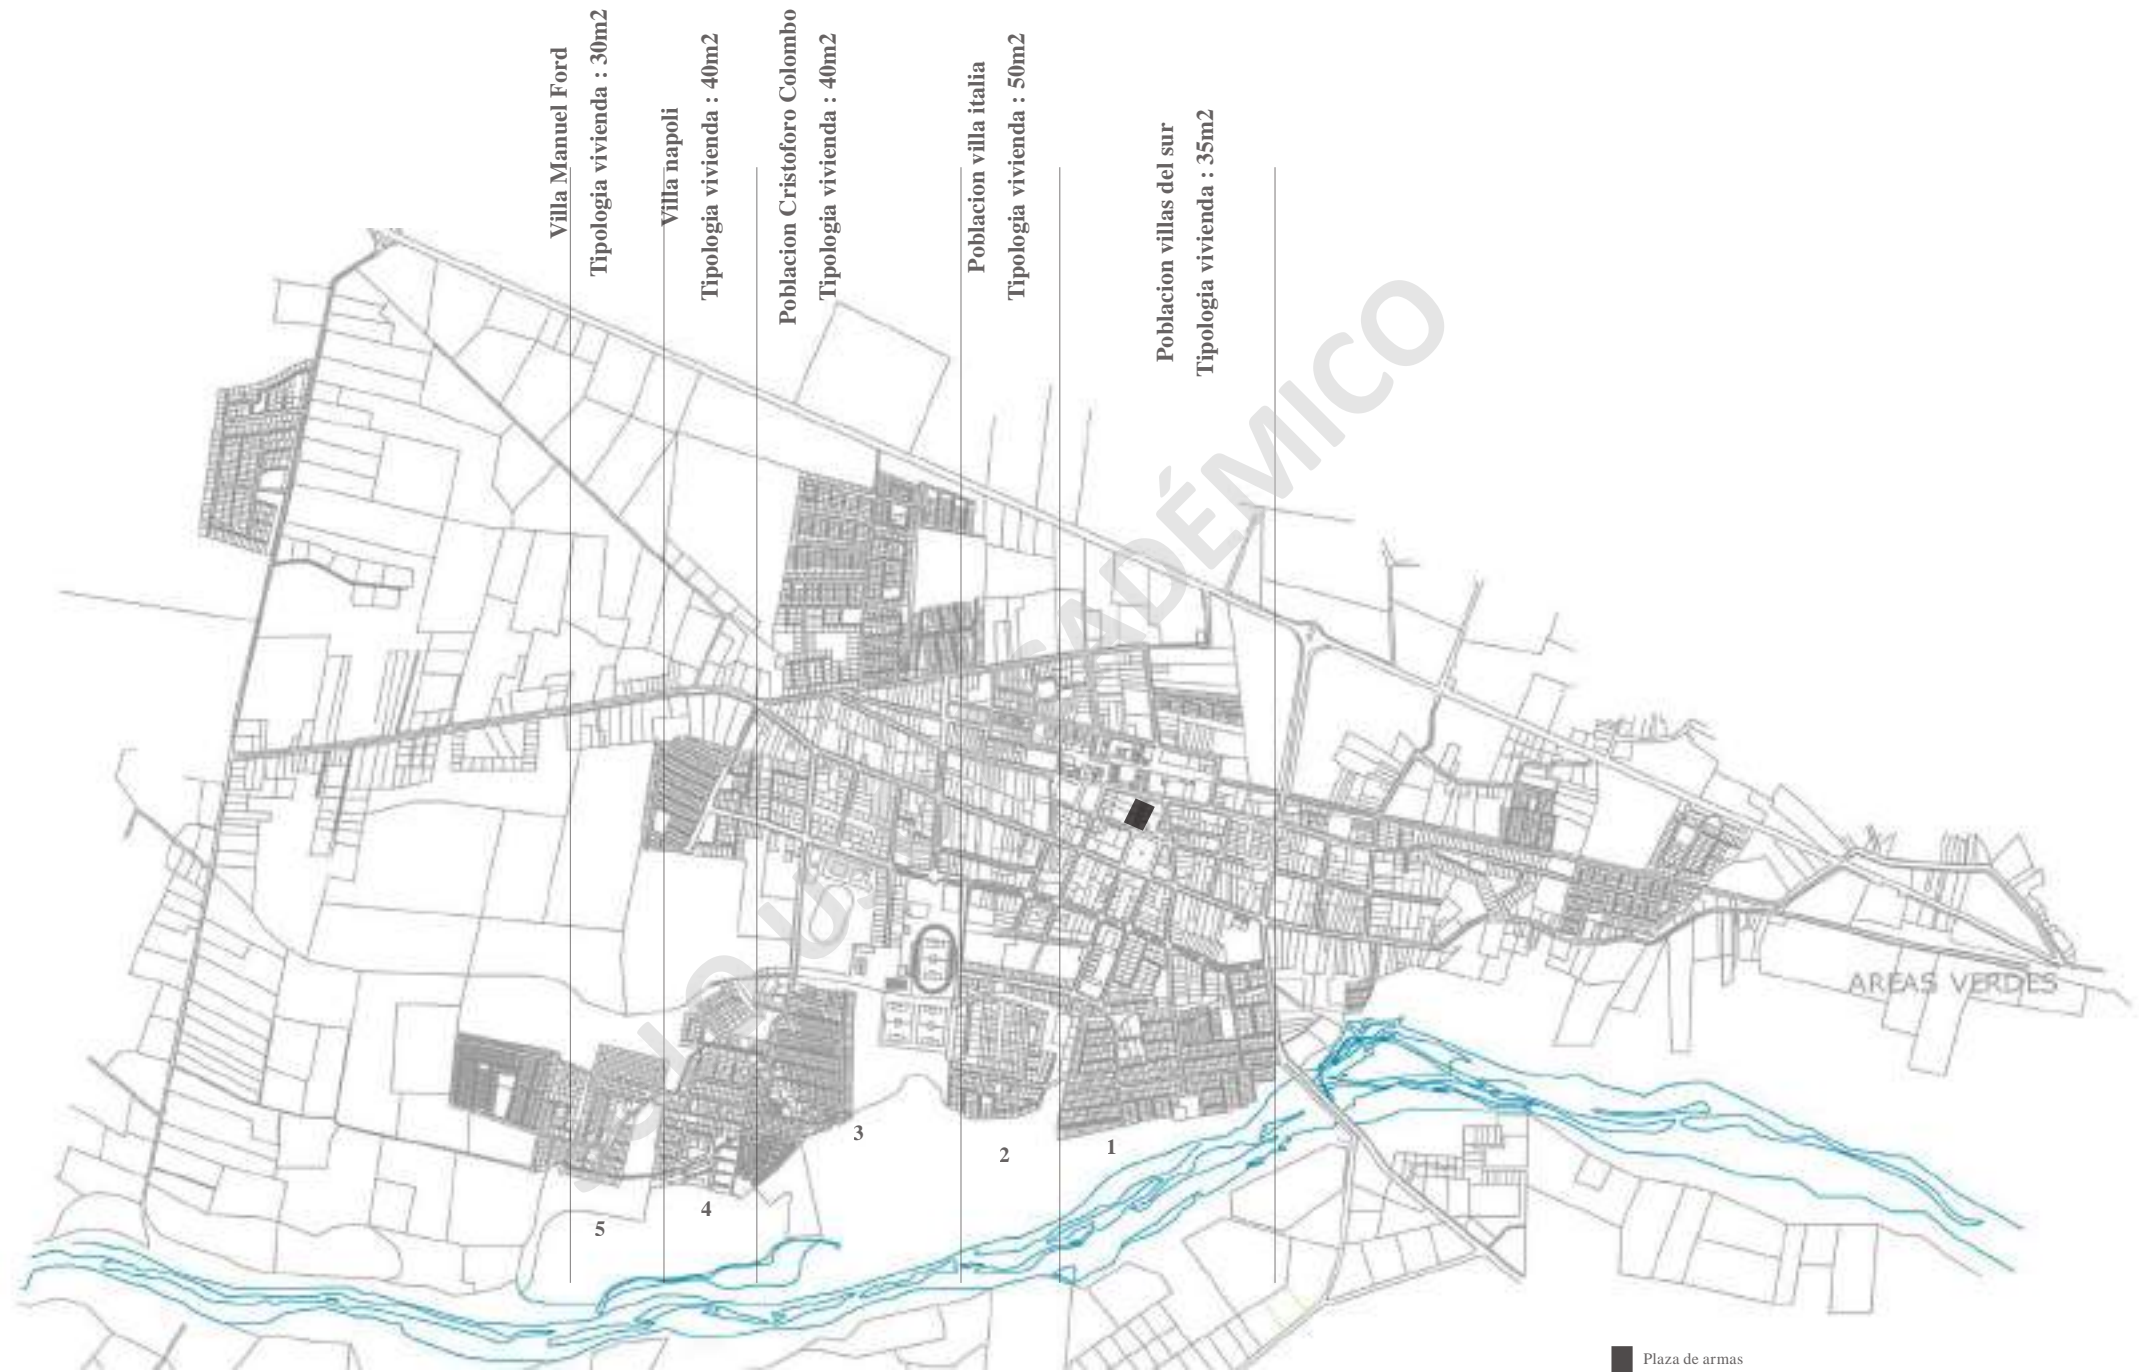 Villa Manuel Ford
Tipologia vivienda : 30m2
Villa napoli
Tipologia vivienda : 40m2
Poblacion Cristoforo Colombo
Tipologia vivienda : 40m2
Poblacion villa italia
Tipologia vivienda : 50m2
Poblacion villas del sur
Tipologia vivienda : 35m2
ACADÉMICO
AREAS VERDES
3
2
1
4
5
Plaza de armas